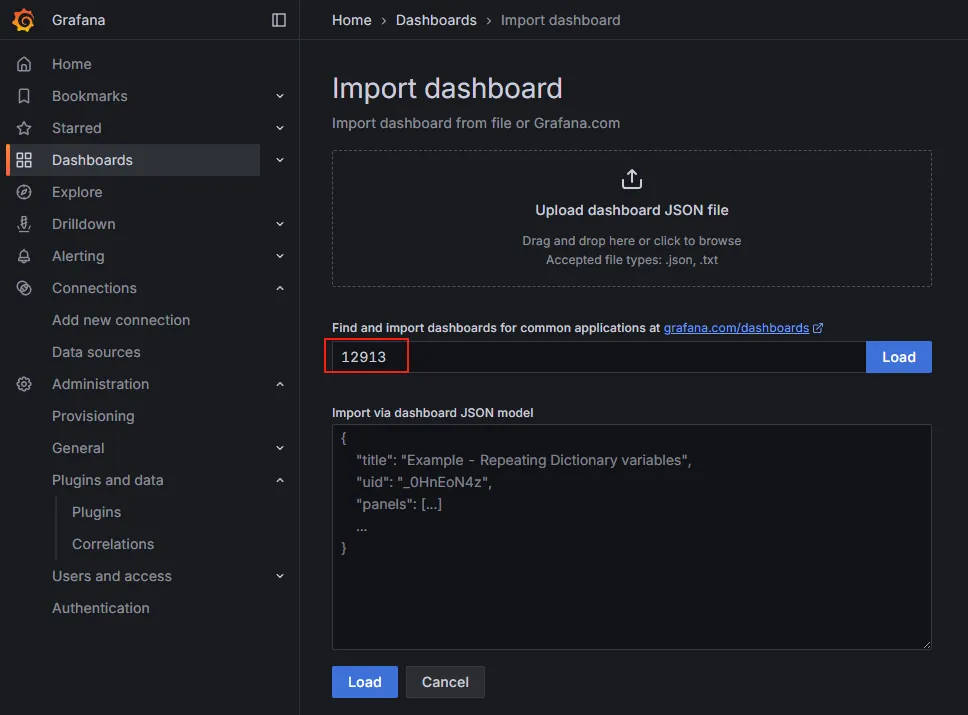 Grafana
Home
Bookmarks
Starred
Dashboards
Explore
Drilldown
Alerting
Connections
Add new connection
Data sources
Administration
Provisioning
General
Plugins and data
Plugins
Correlations
Users and access
Authentication
Home › Dashboards › Import dashboard
Import dashboard
Import dashboard from file or Grafana.com
Upload dashboard JSON file
Drag and drop here or click to browse
Accepted file types: .json, .txt
Find and import dashboards for common applications at grafana.com/dashboards
12913 Load
Import via dashboard JSON model
{
"title": "Example - Repeating Dictionary variables",
"uid": "_0HnEoN4z",
"panels": [...]
...
}
Load Cancel